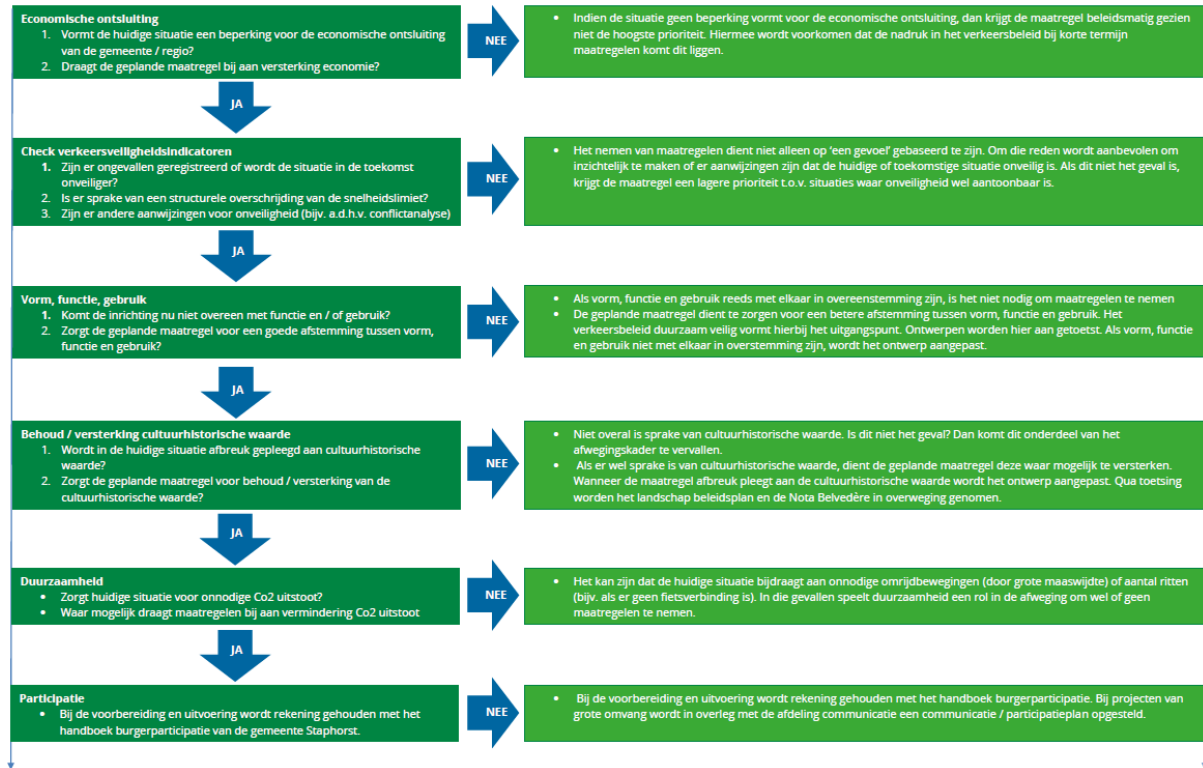 Economische ontsluiting
1. Vormt de huidige situatie een beperking voor de economische ontsluiting
van de gemeente / regio?
2. Draagt de geplande maatregel bij aan versterking economie?
NEE
• Indien de situatie geen beperking vormt voor de economische ontsluiting, dan krijgt de maatregel beleidsmatig gezien
niet de hoogste prioriteit. Hiermee wordt voorkomen dat de nadruk in het verkeersbeleid bij korte termijn
maatregelen komt dit liggen.
JA
Check verkeersveiligheidsindicatoren
1. Zijn er ongevallen geregistreerd of wordt de situatie in de toekomst
onveiliger?
2. Is er sprake van een structurele overschrijding van de snelheidslimiet?
3. Zijn er andere aanwijzingen voor onveiligheid (bijv. a.d.h.v. conflictanalyse)
NEE
• Het nemen van maatregelen dient niet alleen op ‘een gevoel’ gebaseerd te zijn. Om die reden wordt aanbevolen om
inzichtelijk te maken of er aanwijzingen zijn dat de huidige of toekomstige situatie onveilig is. Als dit niet het geval is,
krijgt de maatregel een lagere prioriteit t.o.v. situaties waar onveiligheid wel aantoonbaar is.
JA
Vorm, functie, gebruik
1. Komt de inrichting nu niet overeen met functie en / of gebruik?
2. Zorgt de geplande maatregel voor een goede afstemming tussen vorm,
functie en gebruik?
NEE
• Als vorm, functie en gebruik reeds met elkaar in overeenstemming zijn, is het niet nodig om maatregelen te nemen
• De geplande maatregel dient te zorgen voor een betere afstemming tussen vorm, functie en gebruik. Het
verkeersbeleid duurzaam veilig vormt hierbij het uitgangspunt. Ontwerpen worden hier aan getoetst. Als vorm, functie
en gebruik niet met elkaar in overstemming zijn, wordt het ontwerp aangepast.
JA
Behoud / versterking cultuurhistorische waarde
1. Wordt in de huidige situatie afbreuk gepleegd aan cultuurhistorische
waarde?
2. Zorgt de geplande maatregel voor behoud / versterking van de
cultuurhistorische waarde?
NEE
• Niet overal is sprake van cultuurhistorische waarde. Is dit niet het geval? Dan komt dit onderdeel van het
afwegingskader te vervallen.
• Als er wel sprake is van cultuurhistorische waarde, dient de geplande maatregel deze waar mogelijk te versterken.
Wanneer de maatregel afbreuk pleegt aan de cultuurhistorische waarde wordt het ontwerp aangepast. Qua toetsing
worden het landschap beleidsplan en de Nota Belvedère in overweging genomen.
JA
Duurzaamheid
• Zorgt huidige situatie voor onnodige Co2 uitstoot?
• Waar mogelijk draagt maatregelen bij aan vermindering Co2 uitstoot
NEE
• Het kan zijn dat de huidige situatie bijdraagt aan onnodige omrijdbewegingen (door grote maaswijdte) of aantal ritten
(bijv. als er geen fietsverbinding is). In die gevallen speelt duurzaamheid een rol in de afweging om wel of geen
maatregelen te nemen.
JA
Participatie
• Bij de voorbereiding en uitvoering wordt rekening gehouden met het
handboek burgerparticipatie van de gemeente Staphorst.
NEE
• Bij de voorbereiding en uitvoering wordt rekening gehouden met het handboek burgerparticipatie. Bij projecten van
grote omvang wordt in overleg met de afdeling communicatie een communicatie / participatieplan opgesteld.